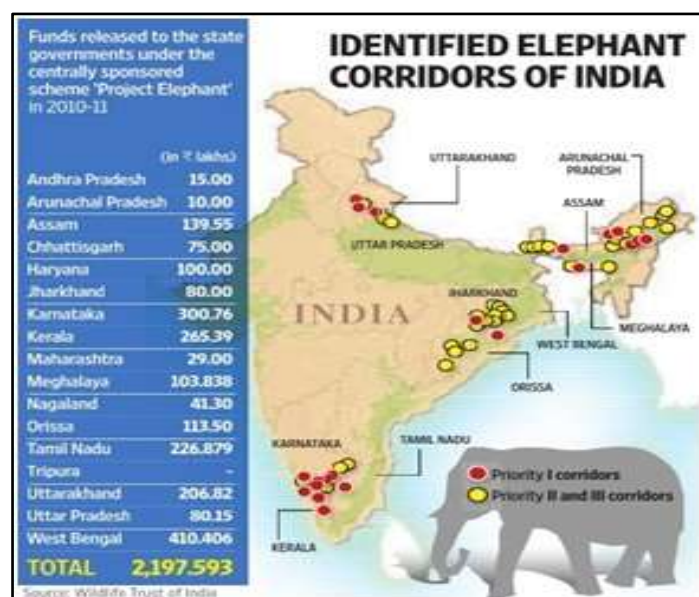 Funds released to the state
governments under the
centrally sponsored
scheme 'Project Elephant'
in 2010-11
(in ₹ lakhs)
Andhra Pradesh 15.00
Arunachal Pradesh 10.00
Assam 139.55
Chhattisgarh 75.00
Haryana 100.00
Jharkhand 80.00
Karnataka 300.76
Kerala 265.39
Maharashtra 29.00
Meghalaya 103.838
Nagaland 41.30
Orissa 113.50
Tamil Nadu 226.879
Tripura -
Uttarakhand 206.82
Uttar Pradesh 80.15
West Bengal 410.406
TOTAL 2,197.593
Source: Wildlife Trust of India
IDENTIFIED ELEPHANT
CORRIDORS OF INDIA
UTTARAKHAND
ARUNACHAL
PRADESH
ASSAM
UTTAR PRADESH
JHARKHAND
INDIA
MEGHALAYA
WEST BENGAL
ORISSA
KARNATAKA
TAMIL NADU
KERALA
Priority I corridors
Priority II and III corridors